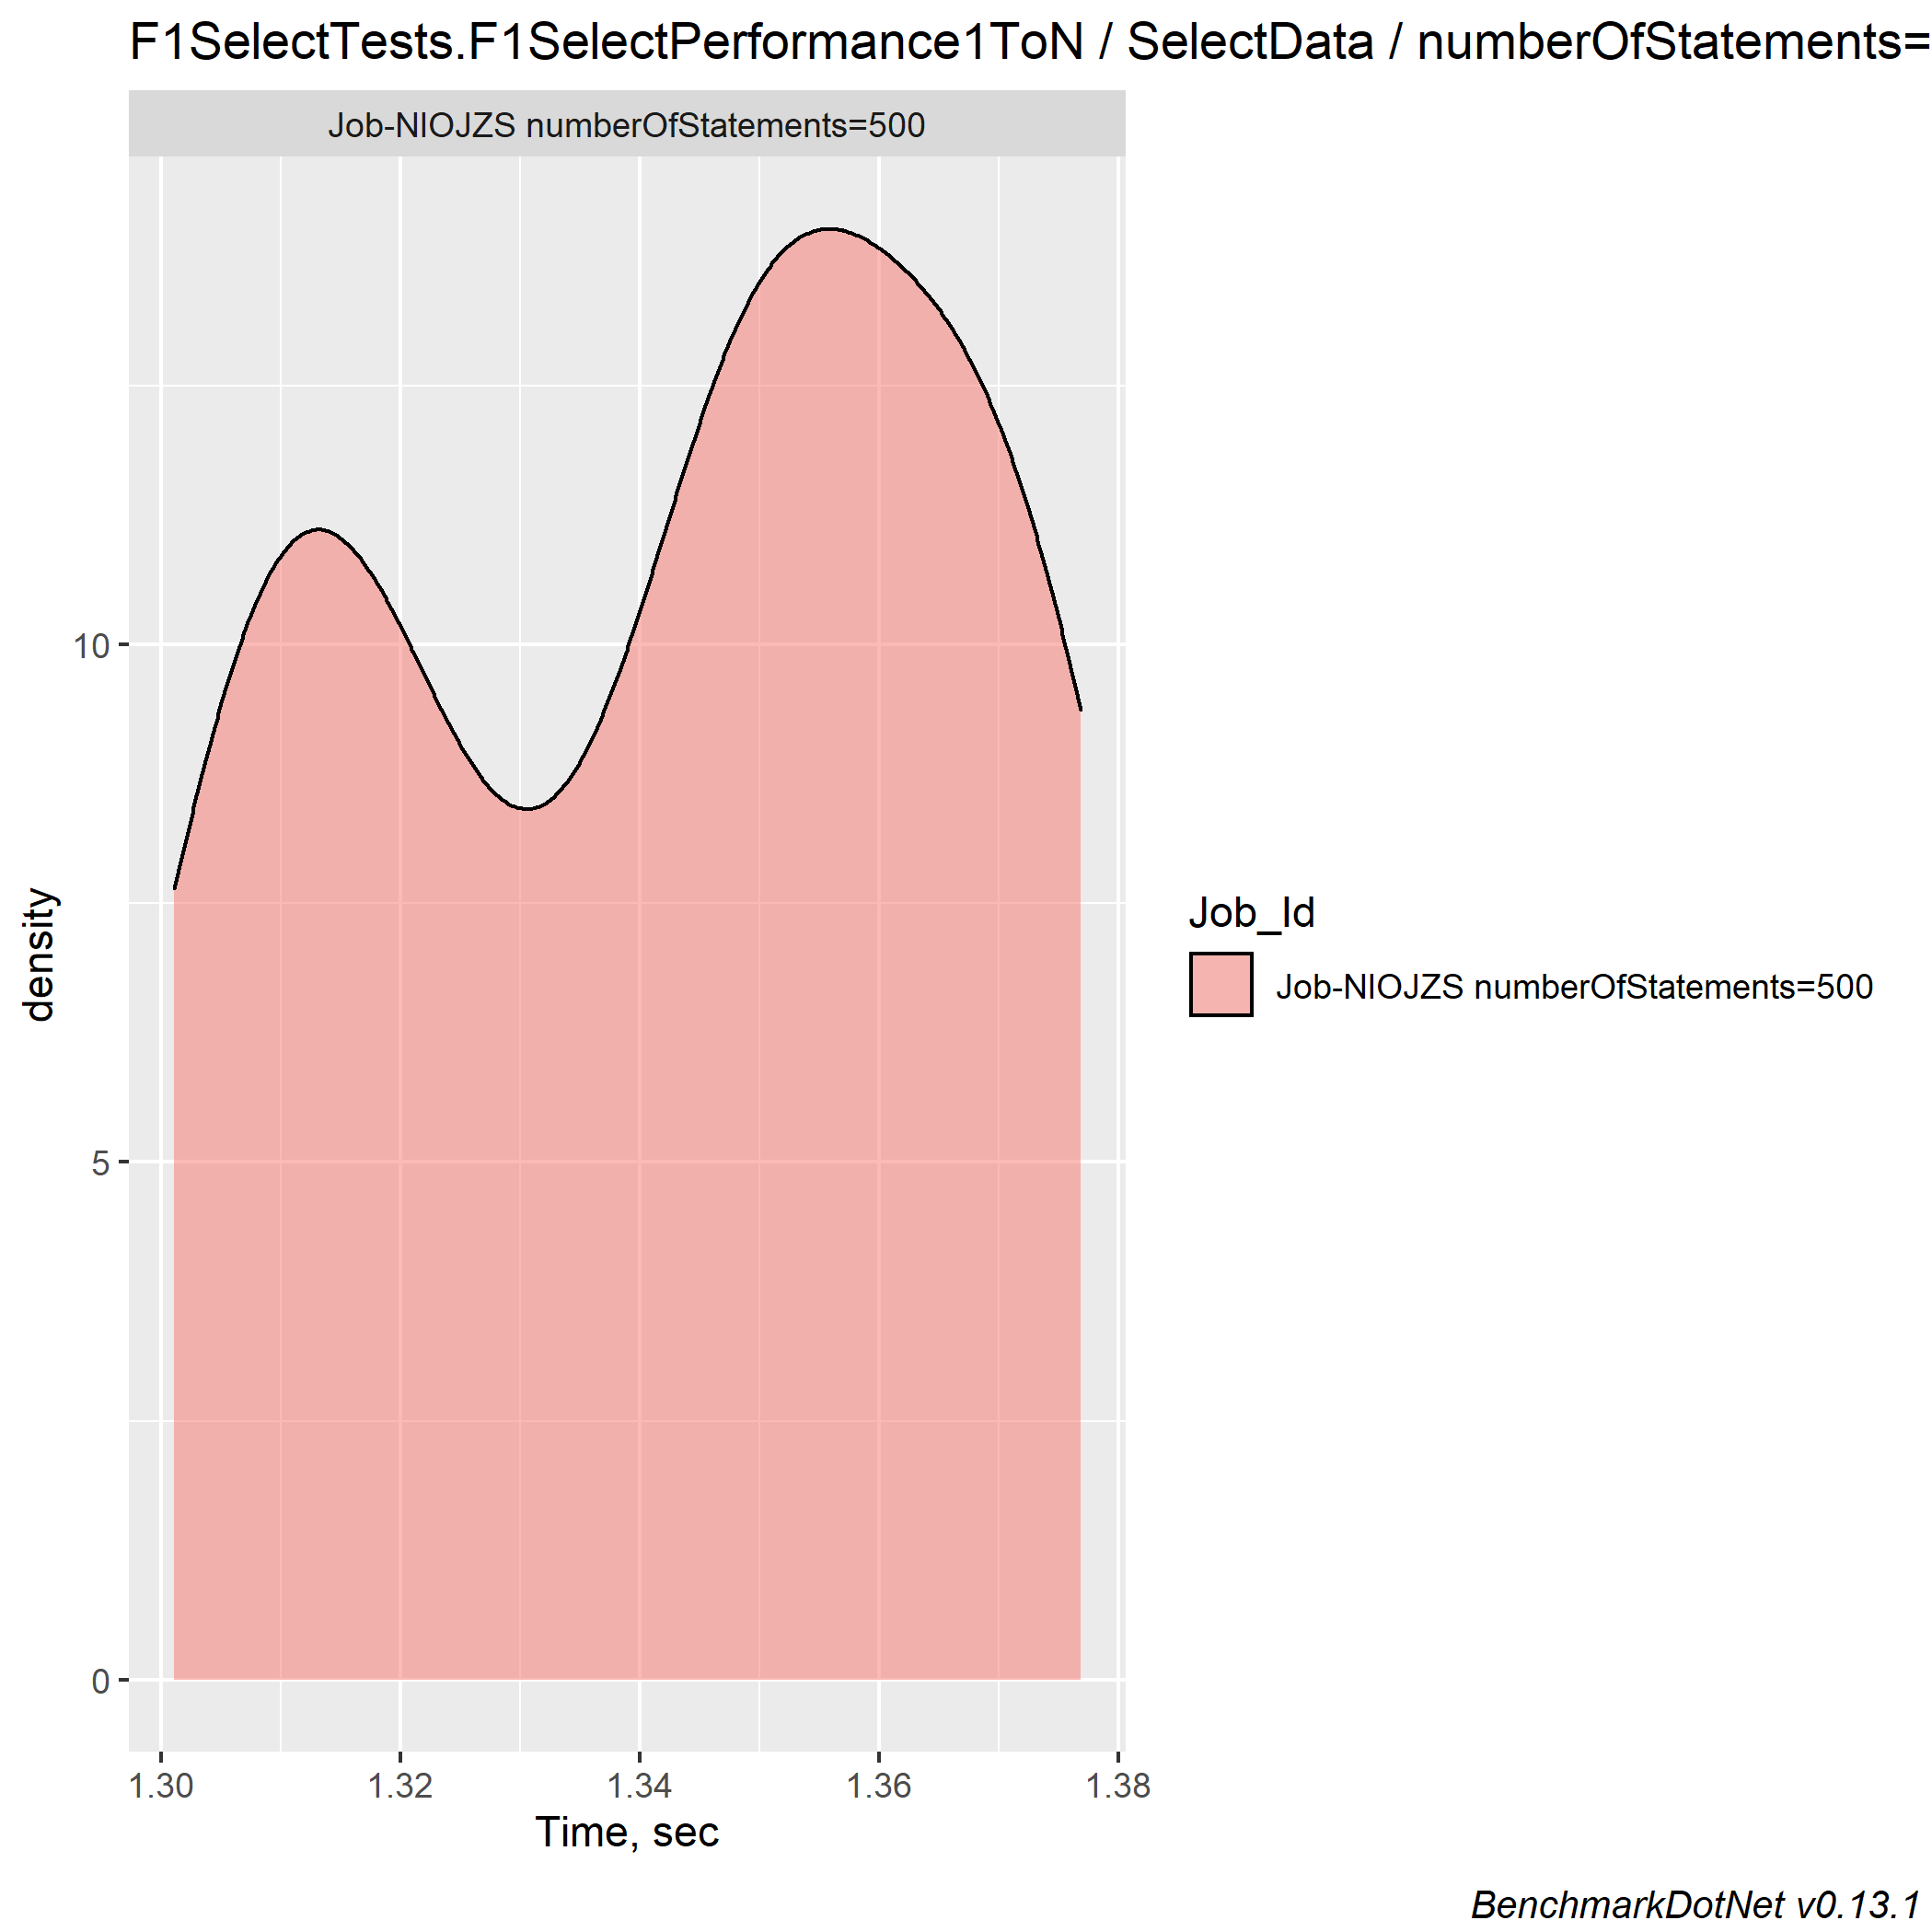 F1SelectTests.F1SelectPerformance1ToN / SelectData / numberOfStatements=
Job-NIOJZS numberOfStatements=500
10
5
0
density
1.30 1.32 1.34 1.36 1.38
Time, sec
Job_Id
Job-NIOJZS numberOfStatements=500
BenchmarkDotNet v0.13.1